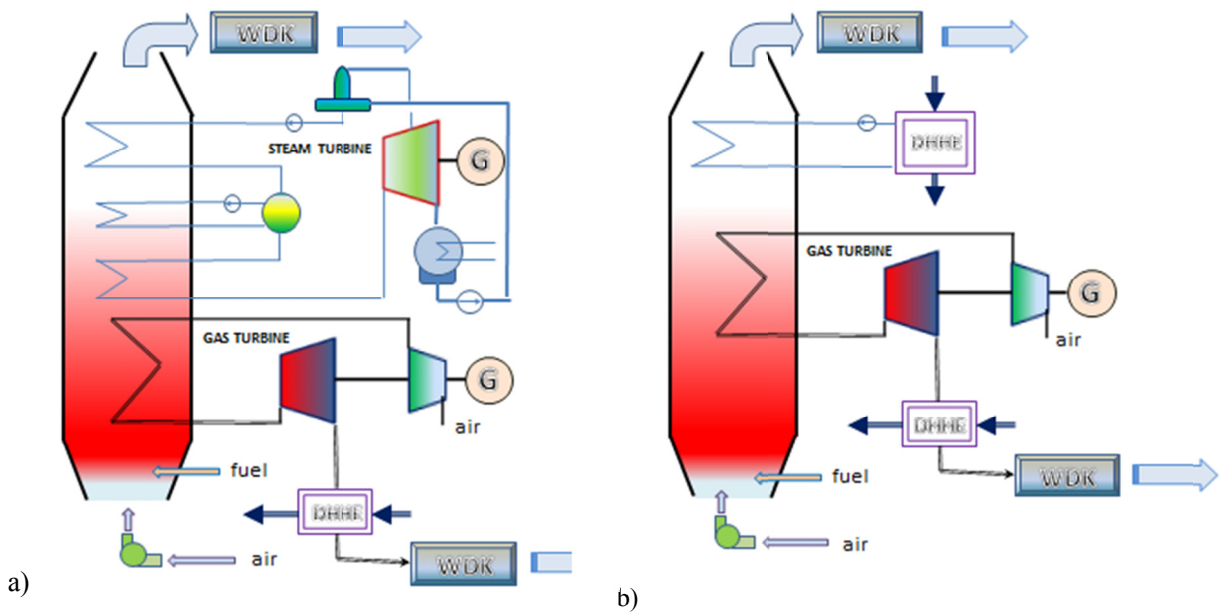 WDK
STEAM TURBINE
G
GAS TURBINE
G
air
fuel
DHHE
air
WDK
a)
WDK
DHHE
GAS TURBINE
G
air
DHHE
fuel
WDK
air
b)